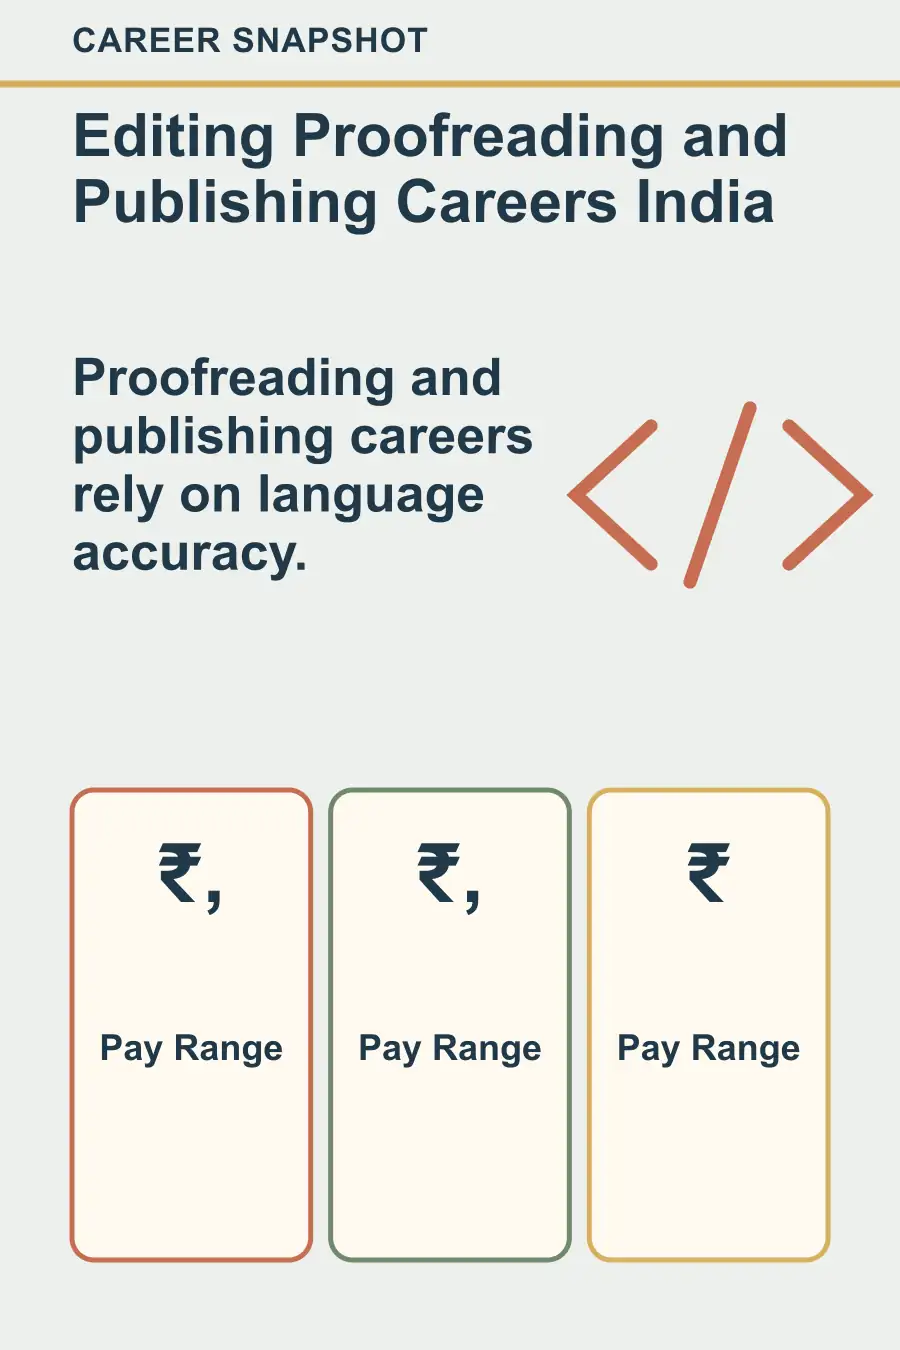 CAREER SNAPSHOT
Editing Proofreading and
Publishing Careers India
Proofreading and
publishing careers
rely on language
accuracy.
</>
₹, ₹, ₹
Pay Range Pay Range Pay Range